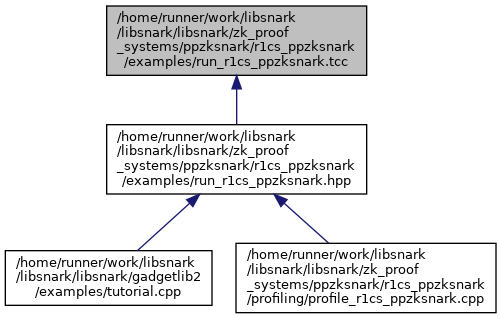 /home/runner/work/libsnark
/libsnark/libsnark/zk_proof
_systems/ppzksnark/r1cs_ppzksnark
/examples/run_r1cs_ppzksnark.tcc
/home/runner/work/libsnark
/libsnark/libsnark/zk_proof
_systems/ppzksnark/r1cs_ppzksnark
/examples/run_r1cs_ppzksnark.hpp
/home/runner/work/libsnark
/libsnark/libsnark/gadgetlib2
/examples/tutorial.cpp
/home/runner/work/libsnark
/libsnark/libsnark/zk_proof
_systems/ppzksnark/r1cs_ppzksnark
/profiling/profile_r1cs_ppzksnark.cpp